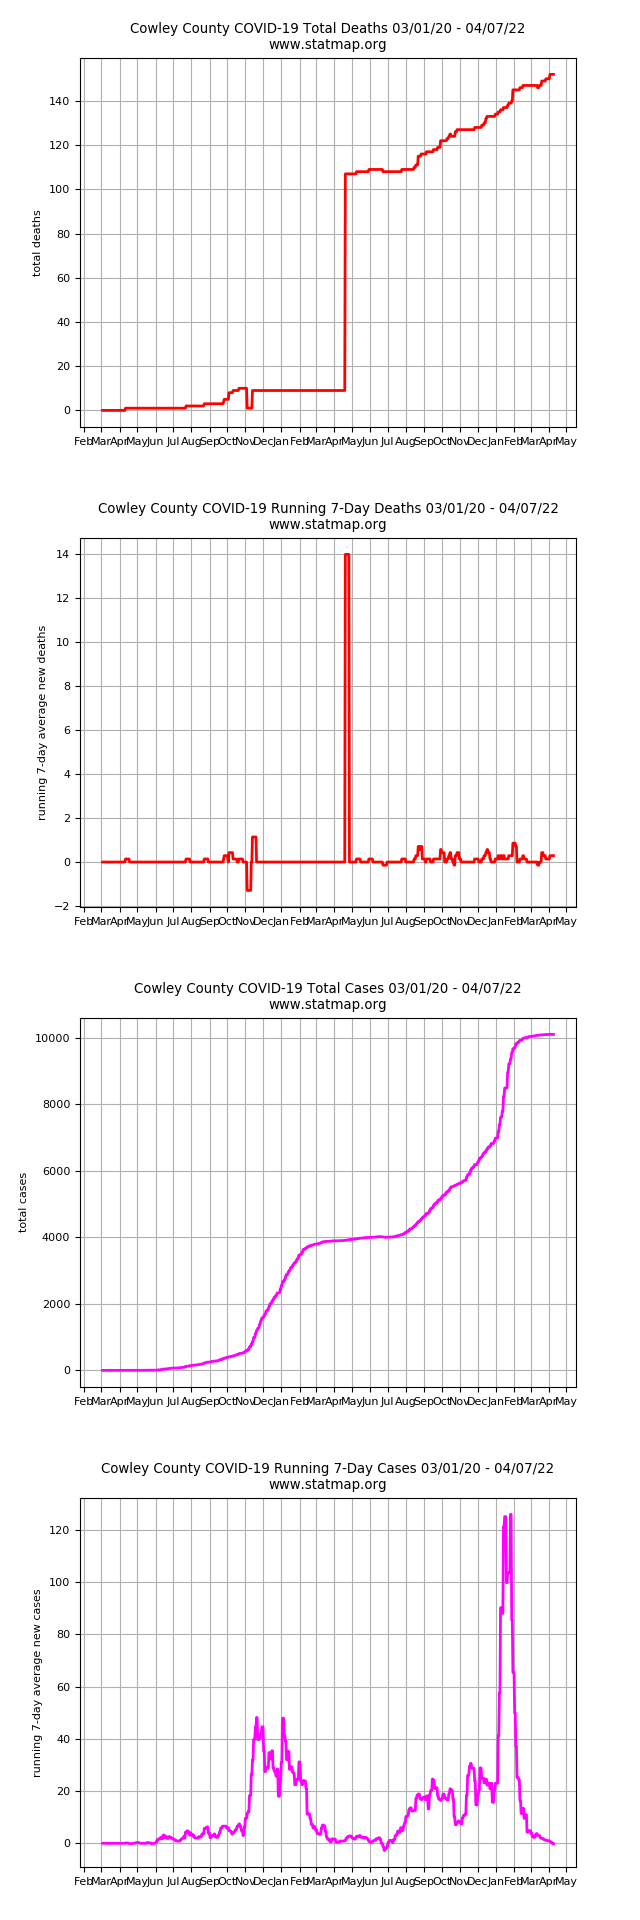 Cowley County COVID-19 Total Deaths 03/01/20 - 04/07/22
www.statmap.org
total deaths
140
120
100
80
60
40
20
0
Feb Mar Apr May Jun Jul Aug Sep Oct Nov Dec Jan Feb Mar Apr May Jun Jul Aug Sep Oct Nov Dec Jan Feb Mar Apr May
Cowley County COVID-19 Running 7-Day Deaths 03/01/20 - 04/07/22
www.statmap.org
running 7-day average new deaths
14
12
10
8
6
4
2
0
−2
Feb Mar Apr May Jun Jul Aug Sep Oct Nov Dec Jan Feb Mar Apr May Jun Jul Aug Sep Oct Nov Dec Jan Feb Mar Apr May
Cowley County COVID-19 Total Cases 03/01/20 - 04/07/22
www.statmap.org
total cases
10000
8000
6000
4000
2000
0
Feb Mar Apr May Jun Jul Aug Sep Oct Nov Dec Jan Feb Mar Apr May Jun Jul Aug Sep Oct Nov Dec Jan Feb Mar Apr May
Cowley County COVID-19 Running 7-Day Cases 03/01/20 - 04/07/22
www.statmap.org
running 7-day average new cases
120
100
80
60
40
20
0
Feb Mar Apr May Jun Jul Aug Sep Oct Nov Dec Jan Feb Mar Apr May Jun Jul Aug Sep Oct Nov Dec Jan Feb Mar Apr May